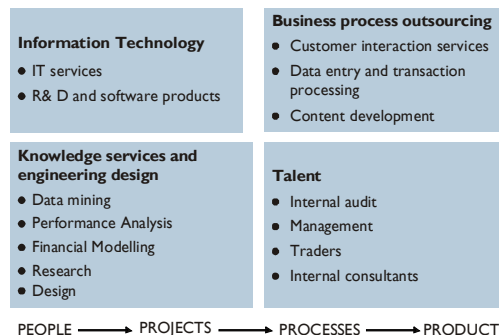 Information Technology
● IT services
● R& D and software products
Business process outsourcing
● Customer interaction services
● Data entry and transaction
processing
● Content development
Knowledge services and
engineering design
● Data mining
● Performance Analysis
● Financial Modelling
● Research
● Design
Talent
● Internal audit
● Management
● Traders
● Internal consultants
PEOPLE → PROJECTS → PROCESSES → PRODUCT